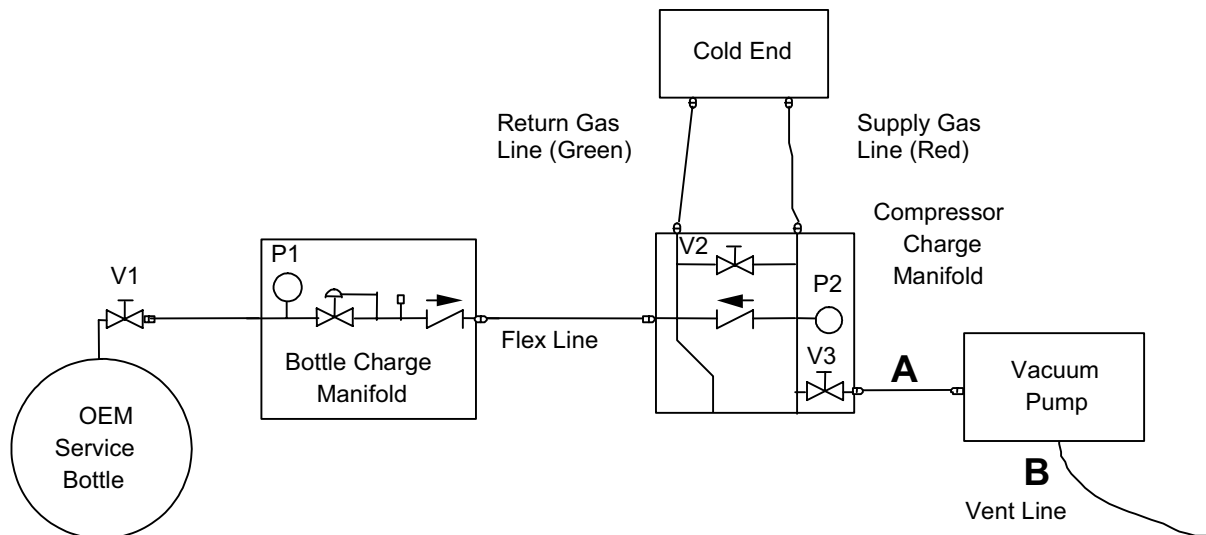 Cold End
Return Gas
Line (Green)
Supply Gas
Line (Red)
Compressor
Charge
Manifold
V1
P1
V2
P2
Flex Line
Bottle Charge
Manifold
V3
A
Vacuum
Pump
OEM
Service
Bottle
B
Vent Line